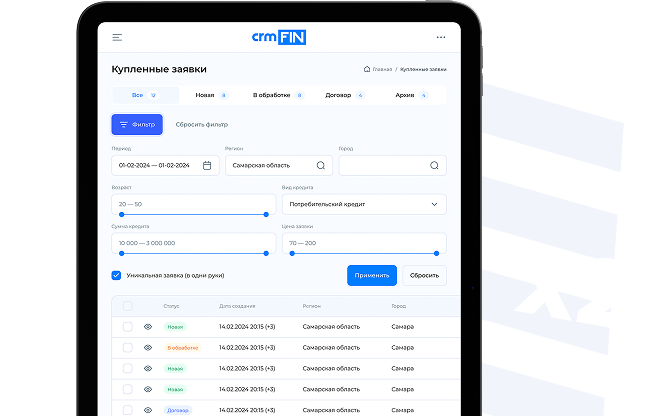 crm FIN
Купленные заявки
Главная / Купленные заявки
Все 12 Новая 8 В обработке 8 Договор 4 Архив 4
Фильтр Сбросить фильтр
Период Регион Город
01-02-2024 — 01-02-2024 Самарская область
Возраст Вид кредита
20 — 50 Потребительский кредит
Сумма кредита Цена заявки
10 000 — 3 000 000 70 — 200
Уникальная заявка (в одни руки) Применить Сбросить
Статус Дата создания Регион Город
Новая 14.02.2024 20:15 (+3) Самарская область Самара
В обработке 14.02.2024 20:15 (+3) Самарская область Самара
Новая 14.02.2024 20:15 (+3) Самарская область Самара
Новая 14.02.2024 20:15 (+3) Самарская область Самара
Договор 14.02.2024 20:15 (+3) Самарская область Самара